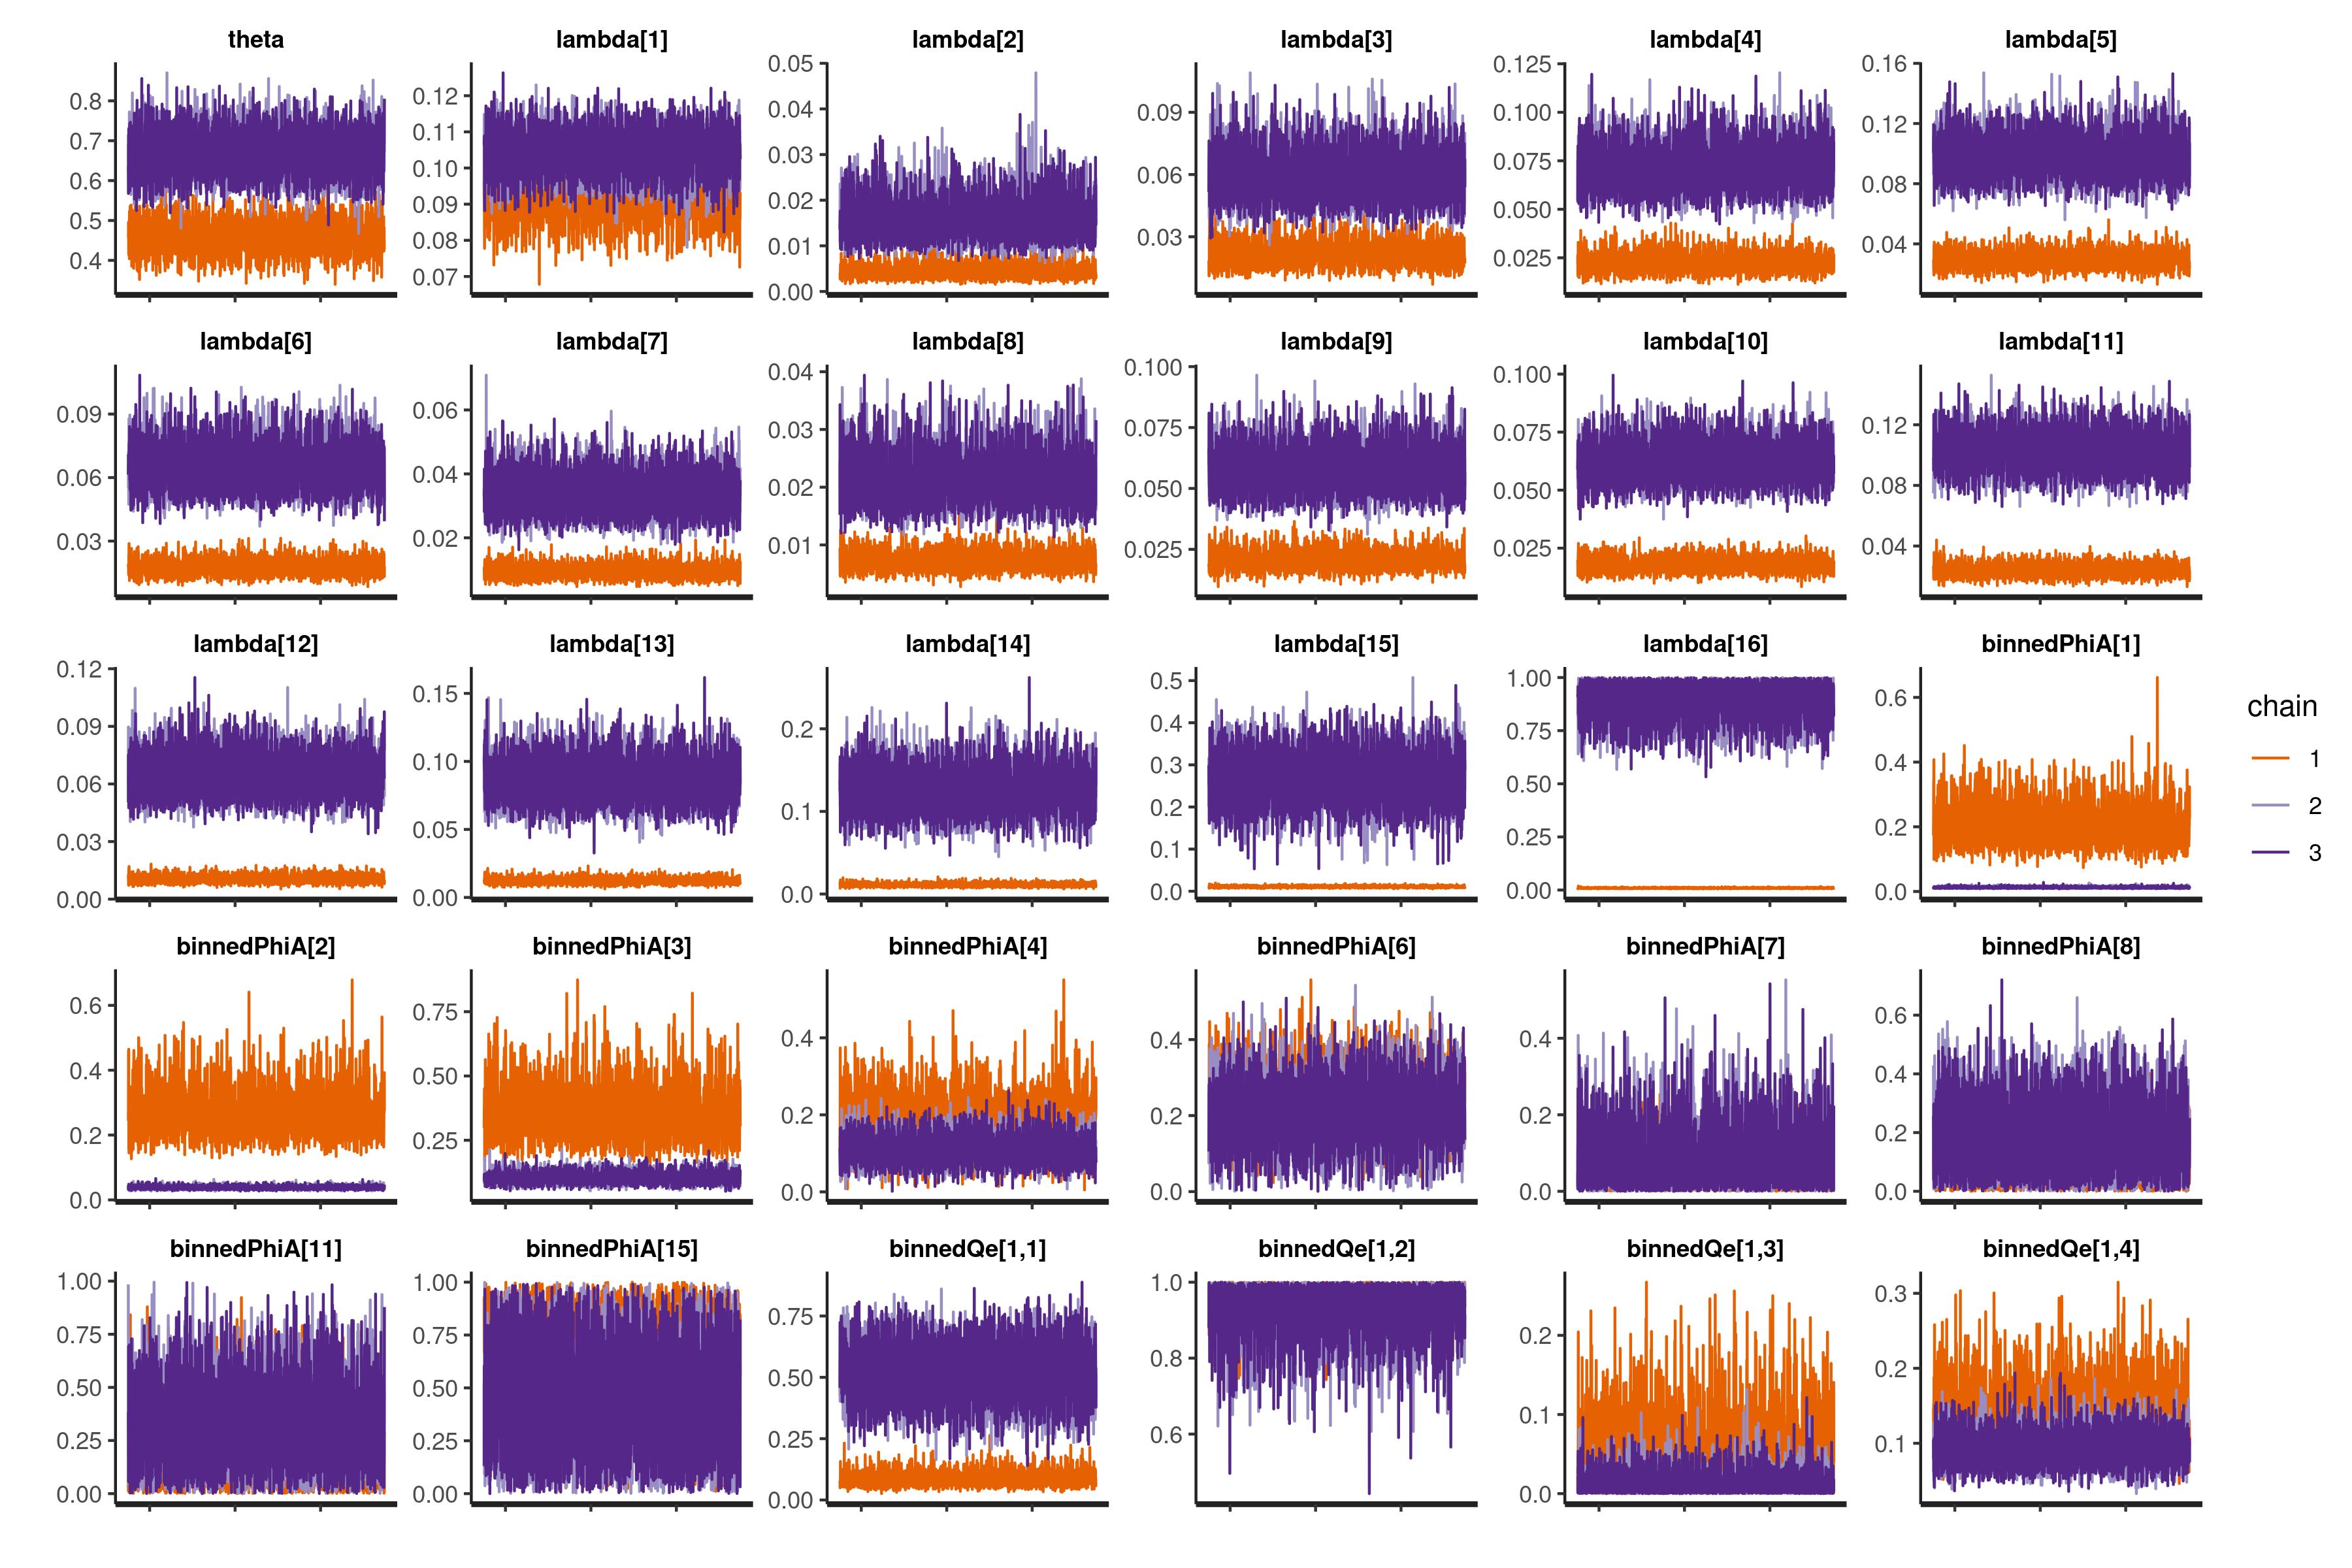 theta lambda[1] lambda[2] lambda[3] lambda[4] lambda[5]
0.8 0.7 0.6 0.5 0.4
0.12 0.11 0.10 0.09 0.08 0.07
0.05 0.04 0.03 0.02 0.01 0.00
0.09 0.06 0.03
0.125 0.100 0.075 0.050 0.025
0.16 0.12 0.08 0.04
lambda[6] lambda[7] lambda[8] lambda[9] lambda[10] lambda[11]
0.09 0.06 0.03
0.06 0.04 0.02
0.04 0.03 0.02 0.01
0.100 0.075 0.050 0.025
0.100 0.075 0.050 0.025
0.12 0.08 0.04
lambda[12] lambda[13] lambda[14] lambda[15] lambda[16] binnedPhiA[1]
0.12 0.09 0.06 0.03 0.00
0.15 0.10 0.05 0.00
0.2 0.1 0.0
0.5 0.4 0.3 0.2 0.1 0.0
1.00 0.75 0.50 0.25 0.00
0.6 0.4 0.2 0.0
chain
1
2
3
binnedPhiA[2] binnedPhiA[3] binnedPhiA[4] binnedPhiA[6] binnedPhiA[7] binnedPhiA[8]
0.6 0.4 0.2 0.0
0.75 0.50 0.25
0.4 0.2 0.0
0.4 0.2 0.0
0.4 0.2 0.0
0.6 0.4 0.2 0.0
binnedPhiA[11] binnedPhiA[15] binnedQe[1,1] binnedQe[1,2] binnedQe[1,3] binnedQe[1,4]
1.00 0.75 0.50 0.25 0.00
1.00 0.75 0.50 0.25 0.00
0.75 0.50 0.25 0.00
1.0 0.8 0.6
0.2 0.1 0.0
0.3 0.2 0.1